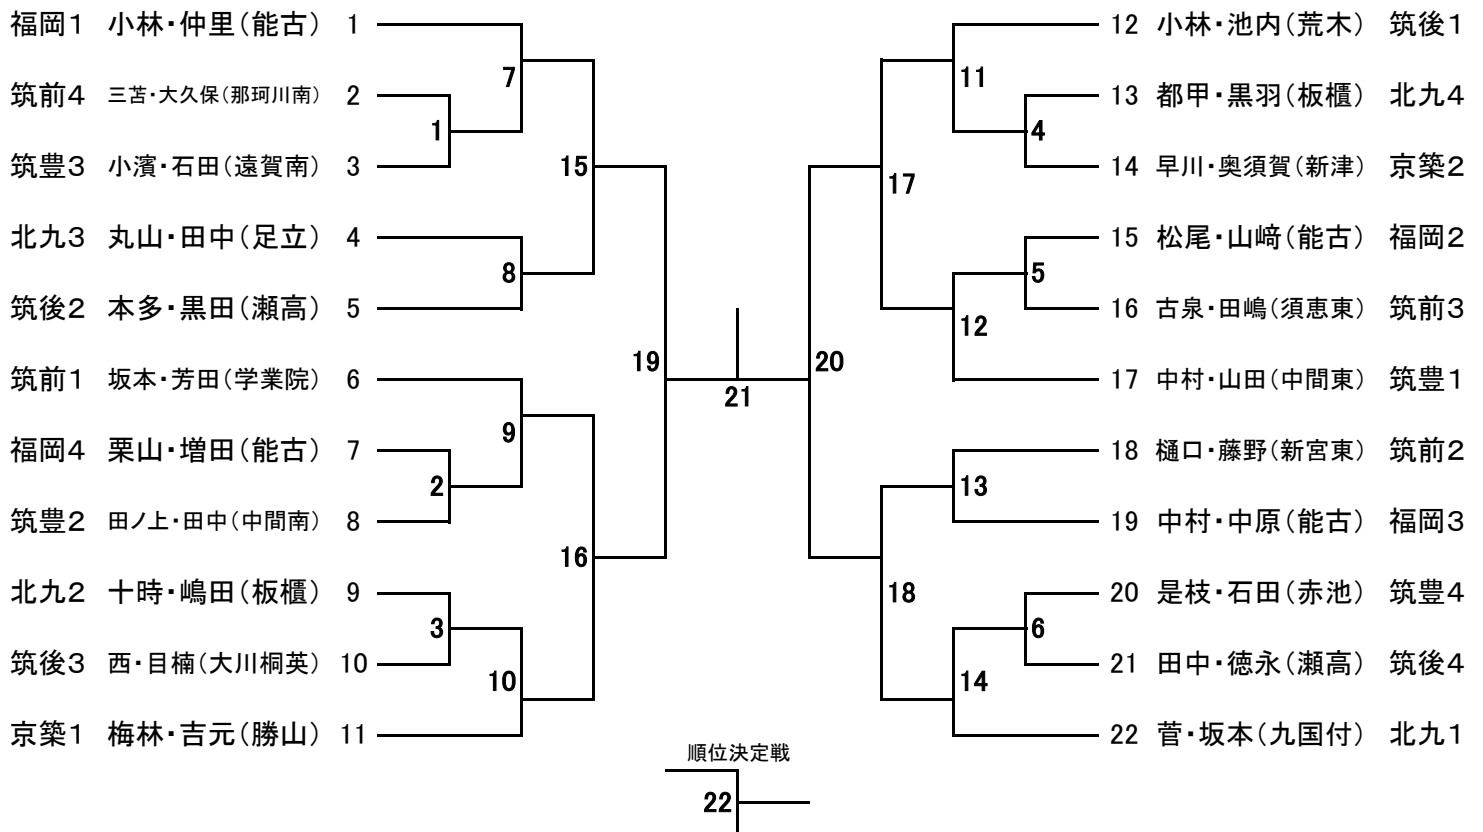 福岡1 小林・仲里(能古) 1
筑前4 三苫・大久保(那珂川南) 2
筑豊3 小濱・石田(遠賀南) 3
北九3 丸山・田中(足立) 4
筑後2 本多・黒田(瀬高) 5
筑前1 坂本・芳田(学業院) 6
福岡4 栗山・増田(能古) 7
筑豊2 田ノ上・田中(中間南) 8
北九2 十時・嶋田(板櫃) 9
筑後3 西・目楠(大川桐英) 10
京築1 梅林・吉元(勝山) 11
7
1
15
8
19
9
2
16
3
10
21
12 小林・池内(荒木) 筑後1
13 都甲・黒羽(板櫃) 北九4
14 早川・奥須賀(新津) 京築2
15 松尾・山﨑(能古) 福岡2
16 古泉・田嶋(須恵東) 筑前3
17 中村・山田(中間東) 筑豊1
18 樋口・藤野(新宮東) 筑前2
19 中村・中原(能古) 福岡3
20 是枝・石田(赤池) 筑豊4
21 田中・徳永(瀬高) 筑後4
22 菅・坂本(九国付) 北九1
11
4
17
5
12
20
13
18
6
14
順位決定戦
22